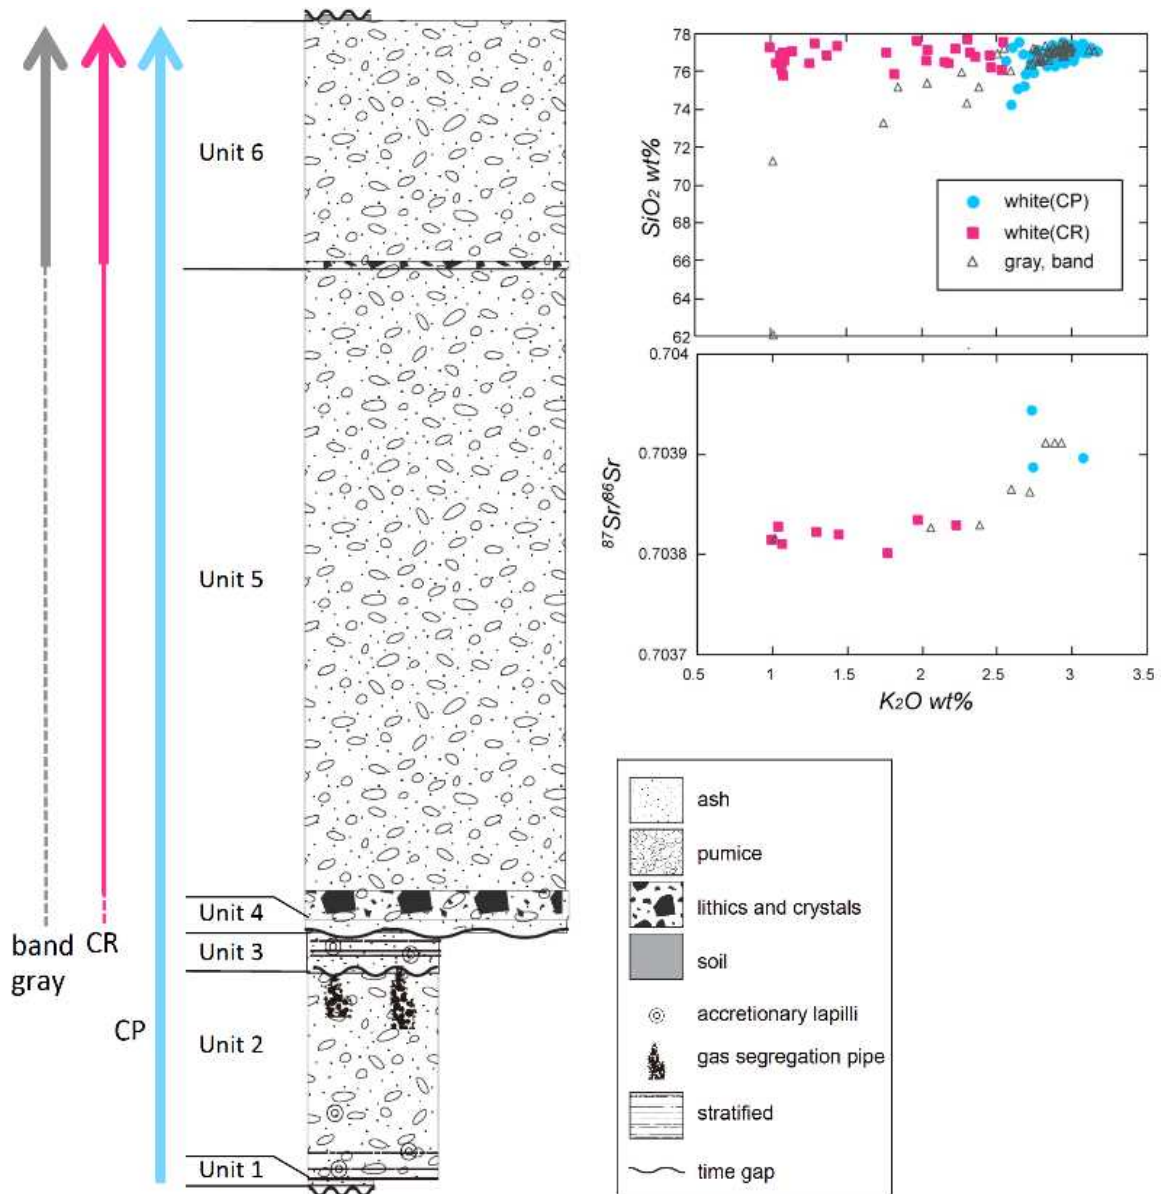 Unit 6
Unit 5
Unit 4
Unit 3
Unit 2
Unit 1
band
gray
CR
CP
SiO2 wt%
78
76
74
72
70
68
66
64
62
white(CP)
white(CR)
gray, band
87Sr/86Sr
0.704
0.7039
0.7038
0.7037
0.5
1
1.5
2
2.5
3
3.5
K2O wt%
ash
pumice
lithics and crystals
soil
accretionary lapilli
gas segregation pipe
stratified
time gap